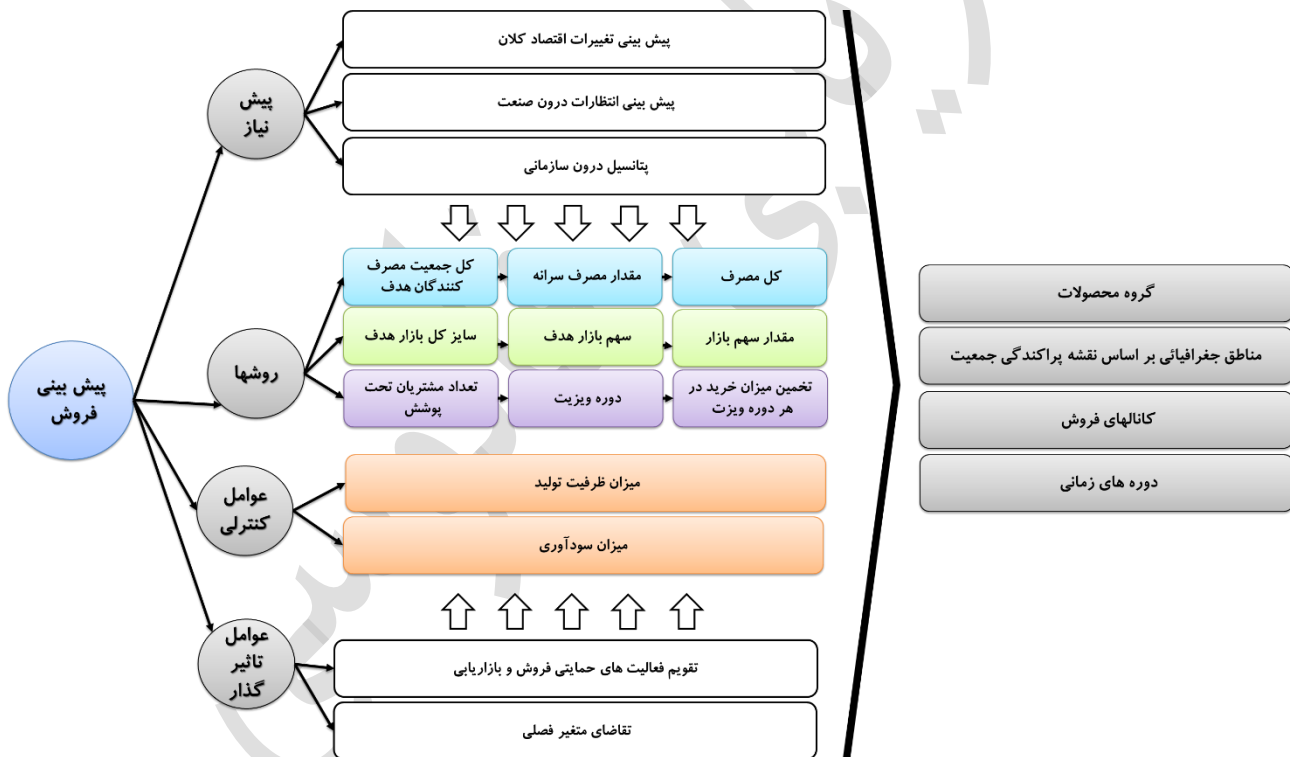 پیش بینی
فروش
پیش
نیاز
پیش بینی تغییرات اقتصاد کلان
پیش بینی انتظارات درون صنعت
پتانسیل درون سازمانی
روشها
کل جمعیت مصرف
کنندگان هدف
مقدار مصرف سرانه
کل مصرف
سایز کل بازار هدف
سهم بازار هدف
مقدار سهم بازار
تعداد مشتریان تحت
پوشش
دوره ویزیت
تخمین میزان خرید در
هر دوره ویزت
عوامل
کنترلی
میزان ظرفیت تولید
میزان سودآوری
عوامل
تاثیر
گذار
تقویم فعالیت های حمایتی فروش و بازاریابی
تقاضای متغیر فصلی
گروه محصولات
مناطق جغرافیائی بر اساس نقشه پراکندگی جمعیت
کانالهای فروش
دوره های زمانی